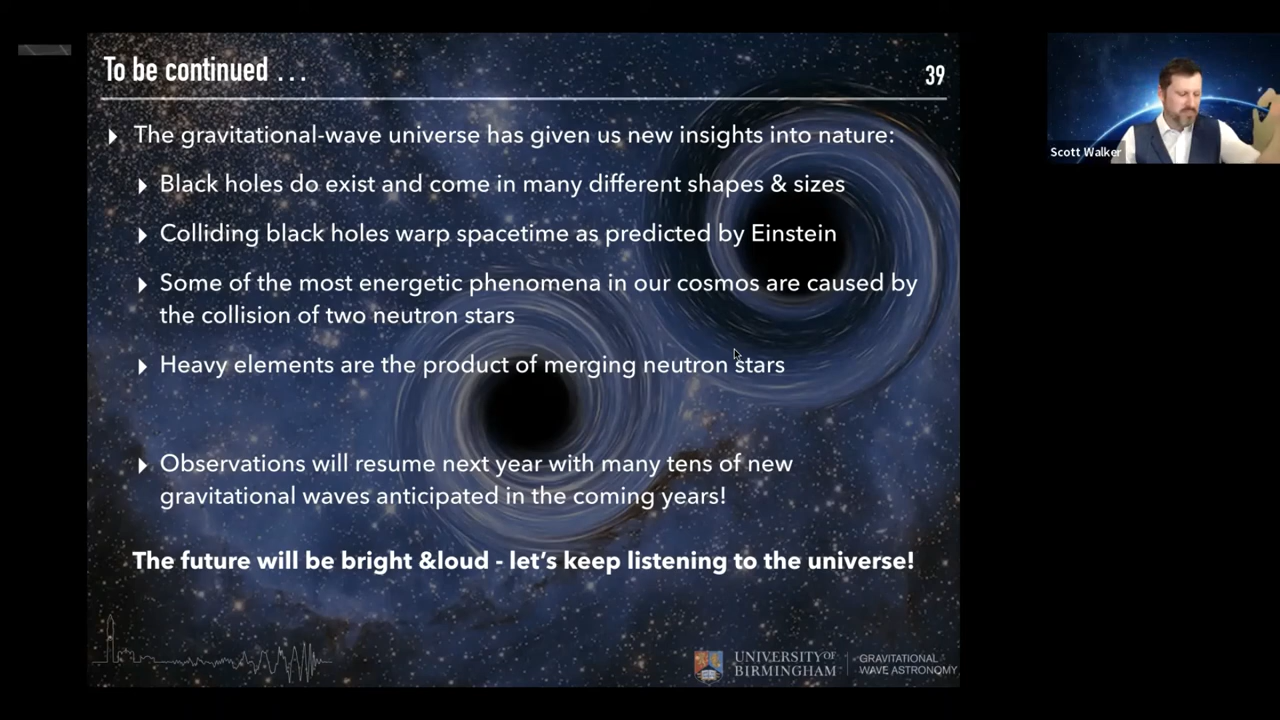 To be continued ...
39
The gravitational-wave universe has given us new insights into nature:
Black holes do exist and come in many different shapes & sizes
Colliding black holes warp spacetime as predicted by Einstein
Some of the most energetic phenomena in our cosmos are caused by
the collision of two neutron stars
Heavy elements are the product of merging neutron stars
Observations will resume next year with many tens of new
gravitational waves anticipated in the coming years!
The future will be bright &loud - let's keep listening to the universe!
UNIVERSITY OF
BIRMINGHAM
GRAVITATIONAL
WAVE ASTRONOMY
Scott Walker